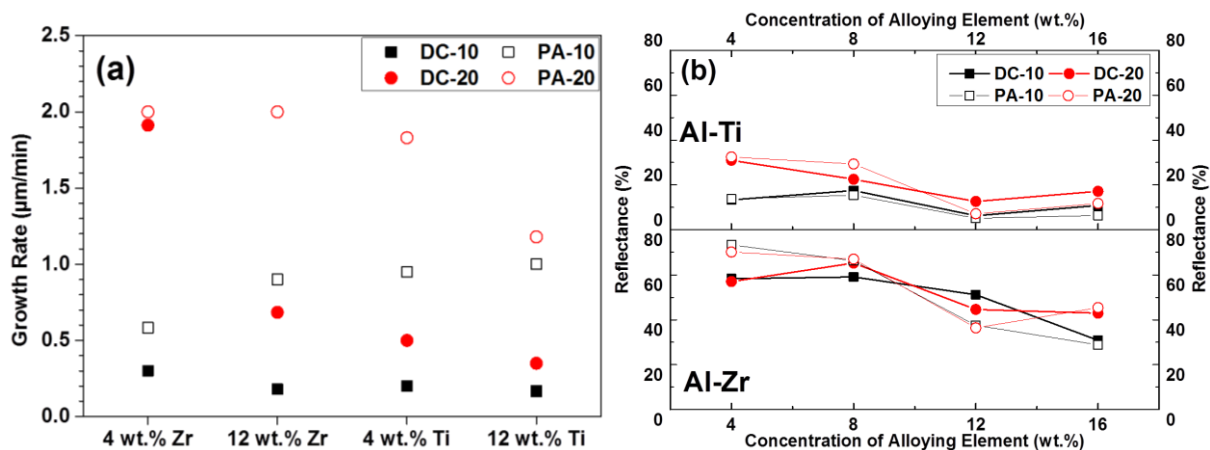 (a)
DC-10 PA-10
DC-20 PA-20
Growth Rate (μm/min)
2.5
2.0
1.5
1.0
0.5
0.0
4 wt.% Zr 12 wt.% Zr 4 wt.% Ti 12 wt.% Ti
Concentration of Alloying Element (wt.%)
4 8 12 16
(b)
DC-10 DC-20
PA-10 PA-20
Al-Ti
Reflectance (%)
Reflectance (%)
80 80
60 60
40 40
20 20
0 0
80 80
60 60
40 40
20 20
0 0
Al-Zr
4 8 12 16
Concentration of Alloying Element (wt.%)